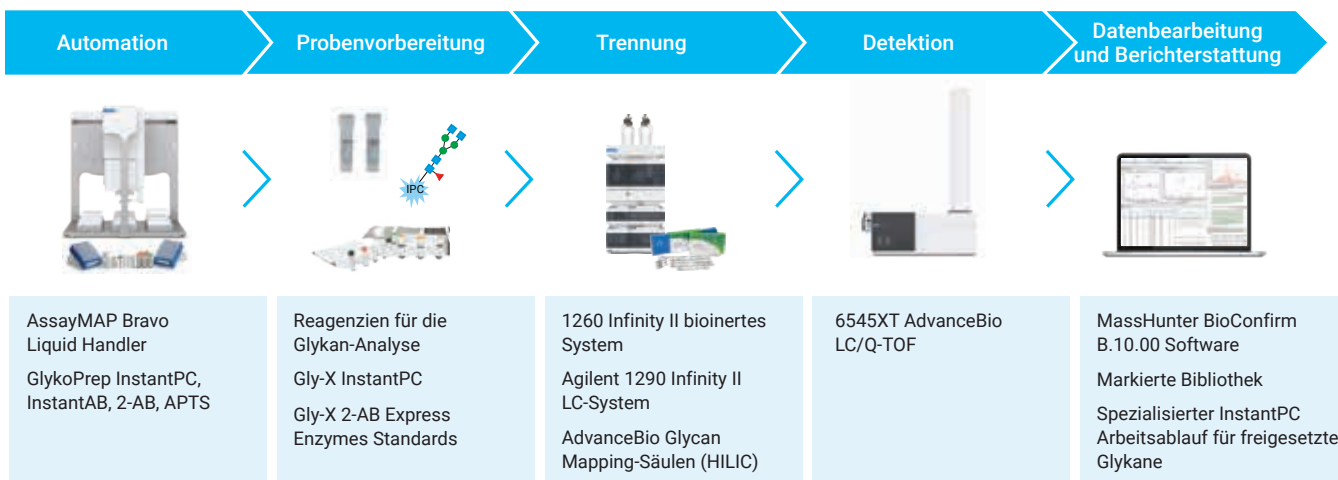 Automation
Probenvorbereitung
Trennung
Detektion
Datenbearbeitung
und Berichterstattung
IPC
AssayMAP Bravo
Liquid Handler
GlykoPrep InstantPC,
InstantAB, 2-AB, APTS
Reagenzien für die
Glykan-Analyse
Gly-X InstantPC
Gly-X 2-AB Express
Enzymes Standards
1260 Infinity II bioinertes
System
Agilent 1290 Infinity II
LC-System
AdvanceBio Glycan
Mapping-Säulen (HILIC)
6545XT AdvanceBio
LC/Q-TOF
MassHunter BioConfirm
B.10.00 Software
Markierte Bibliothek
Spezialisierter InstantPC
Arbeitsablauf für freigesetzte
Glykane